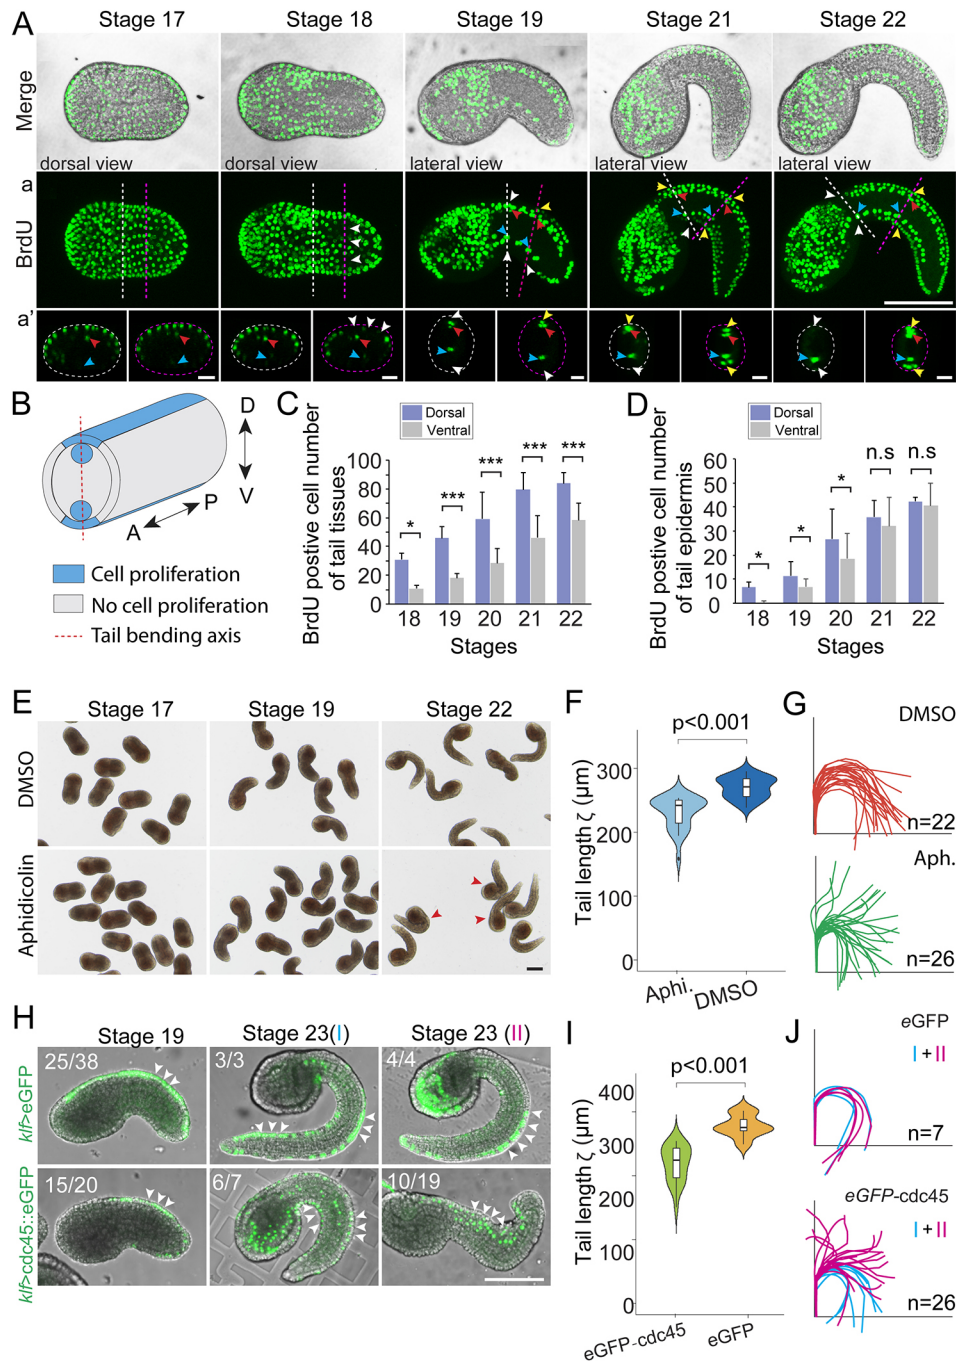 A
Stage 17
Stage 18
Stage 19
Stage 21
Stage 22
Merge
dorsal view
dorsal view
lateral view
lateral view
lateral view
a
BrdU
a'
B
D
V
A
P
Cell proliferation
No cell proliferation
Tail bending axis
C
Dorsal
Ventral
BrdU postive cell number
of tail tissues
100
80
60
40
20
0
*
***
***
***
***
18
19
20
21
22
Stages
D
Dorsal
Ventral
BrdU postive cell number
of tail epidermis
60
50
40
30
20
10
0
*
*
*
n.s
n.s
18
19
20
21
22
Stages
E
Stage 17
Stage 19
Stage 22
DMSO
Aphidicolin
F
p<0.001
Tail length ζ (µm)
300
200
100
0
Aphi.
DMSO
G
DMSO
n=22
Aph.
n=26
H
Stage 19
Stage 23(I)
Stage 23 (II)
klf>eGFP
25/38
3/3
4/4
klf>cdc45::eGFP
15/20
6/7
10/19
I
p<0.001
Tail length ζ (µm)
400
300
200
100
0
eGFP-cdc45
eGFP
J
eGFP
I + II
n=7
eGFP-cdc45
I + II
n=26